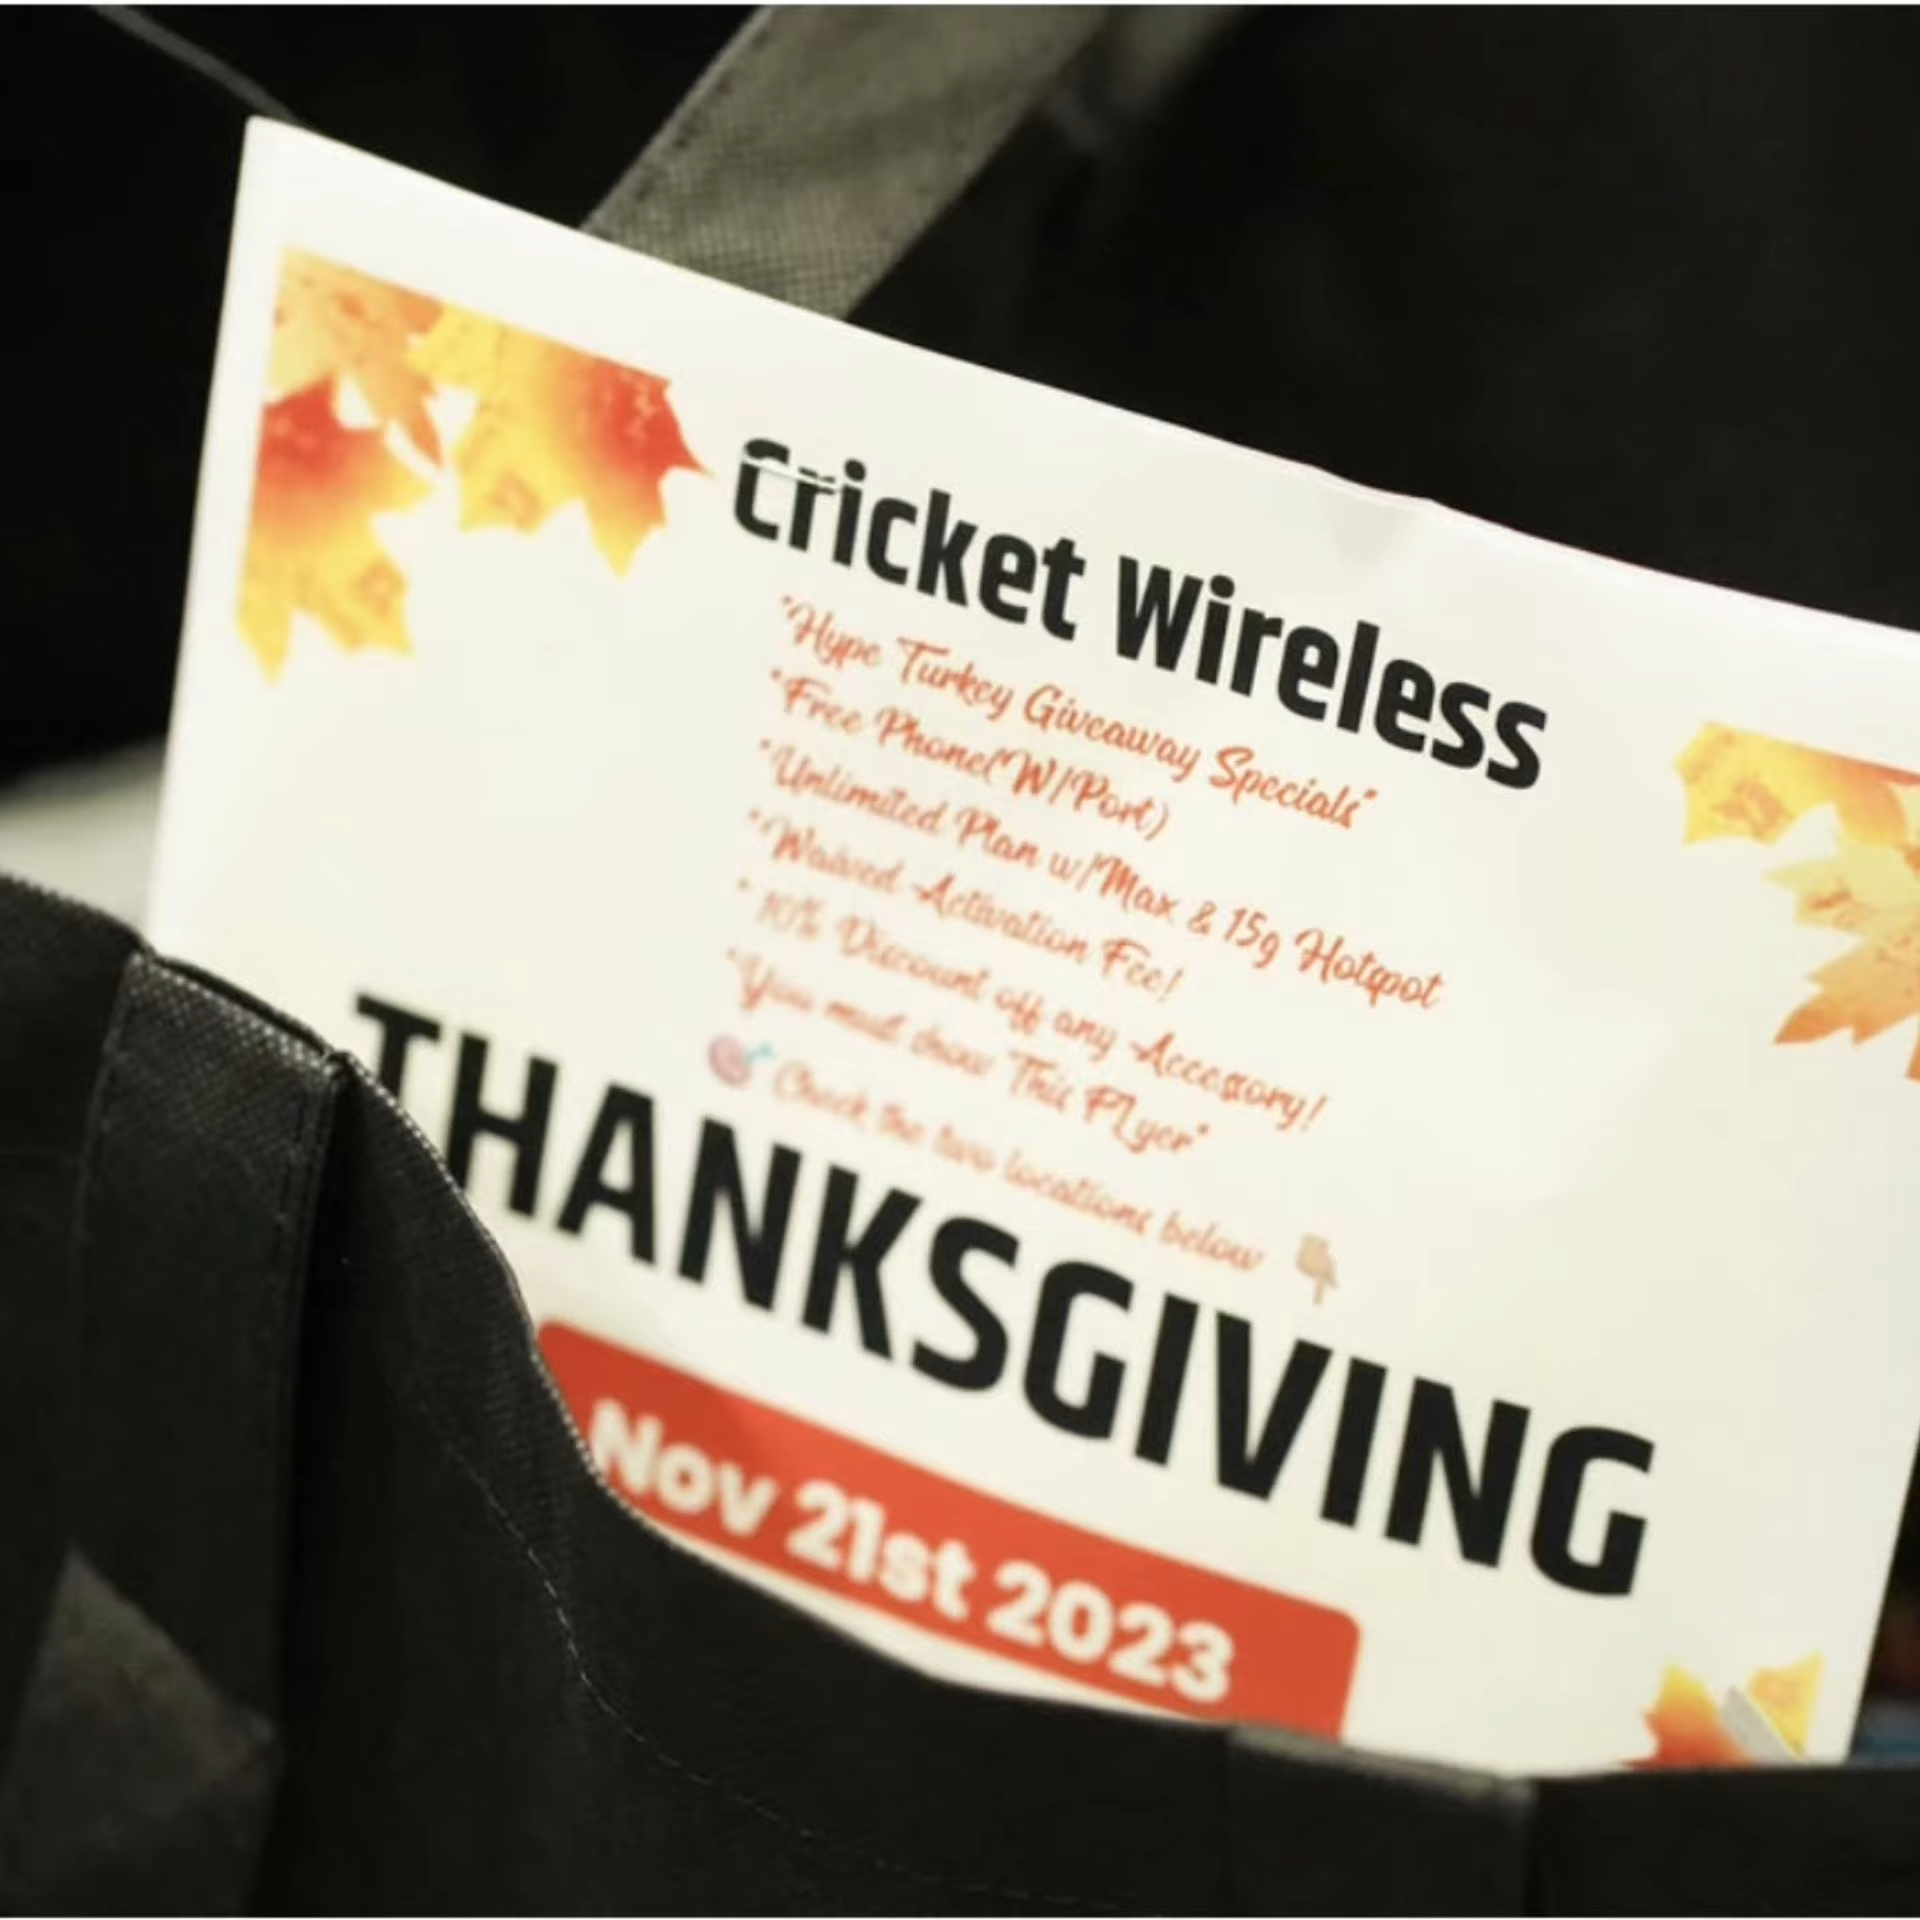 Cricket Wireless
"Hype Turkey Giveaway Specials"
*Free Phone(W/Port)
*Unlimited Plan w/Max & 15g Hotspot
*Waived Activation Fee!
* 10% Discount off any Accessory!
"You must show This FLyer"
🎯 Check the two locations below 👇🏼
THANKSGIVING
Nov 21st 2023